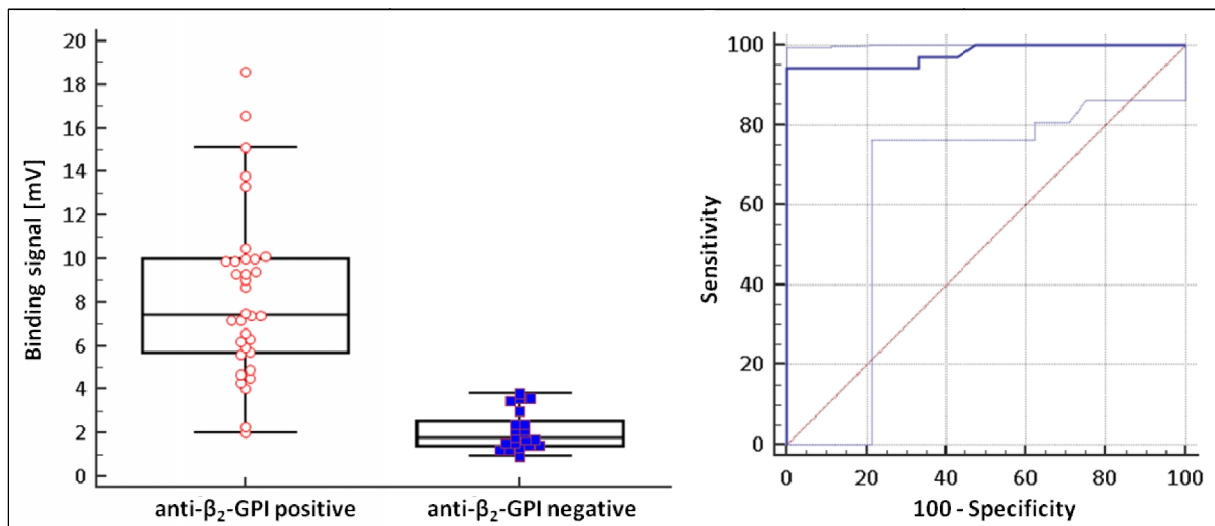 20
18
16
14
12
10
8
6
4
2
0
Binding signal [mV]
anti-β₂-GPI positive
anti-β₂-GPI negative
100
80
60
40
20
0
Sensitivity
0 20 40 60 80 100
100 - Specificity